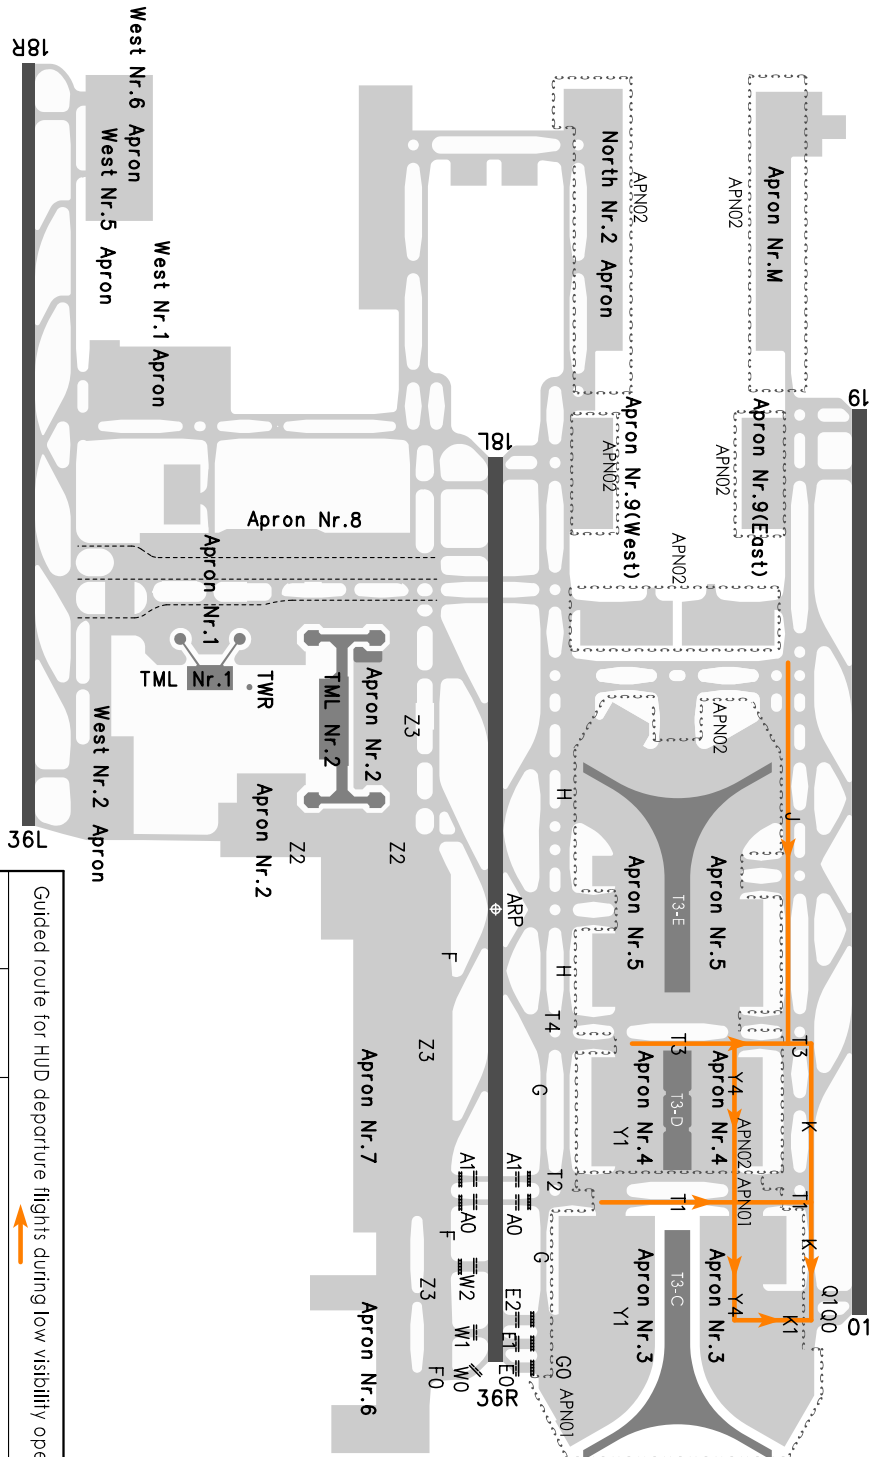 18R
West Nr.6 Apron
West Nr.5 Apron
West Nr.1 Apron
North Nr.2 Apron
APN02
APN02
Apron Nr.M
19
18L
Apron Nr.9(West)
APN02
Apron Nr.9(East)
APN02
APN02
Apron Nr.8
Apron Nr.1
TML Nr.1
TWR
TML Nr.2
Apron Nr.2
Z3
APN02
West Nr.2 Apron
36L
Apron Nr.2
Z2
Z2
H
J
ARP
Apron Nr.5
T3-E
Apron Nr.5
F
H
T4
Z3
G
T3
T3
Apron Nr.4
T3-D
Apron Nr.4
Y1
Y4
K
Apron Nr.7
APN02
APN01
A1
A1
T2
T1
T1
A0
A0
F
G
K
Z3
W2
E2
Apron Nr.3
T3-C
Apron Nr.3
Y1
Y4
K1
Q1
Q0
01
W1
E1
Apron Nr.6
F0
W0
E0
G0
36R
APN01
Guided route for HUD departure flights during low visibility ope